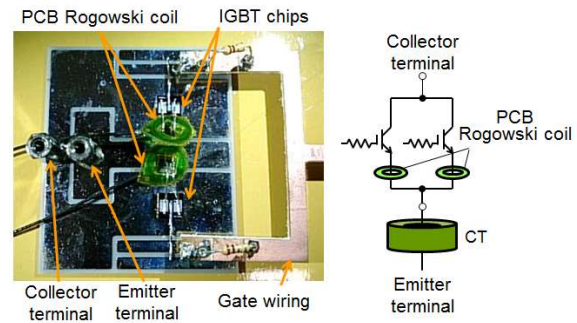 PCB Rogowski coil
IGBT chips
Collector
terminal
Emitter
terminal
Gate wiring
Collector
terminal
PCB
Rogowski coil
CT
Emitter
terminal